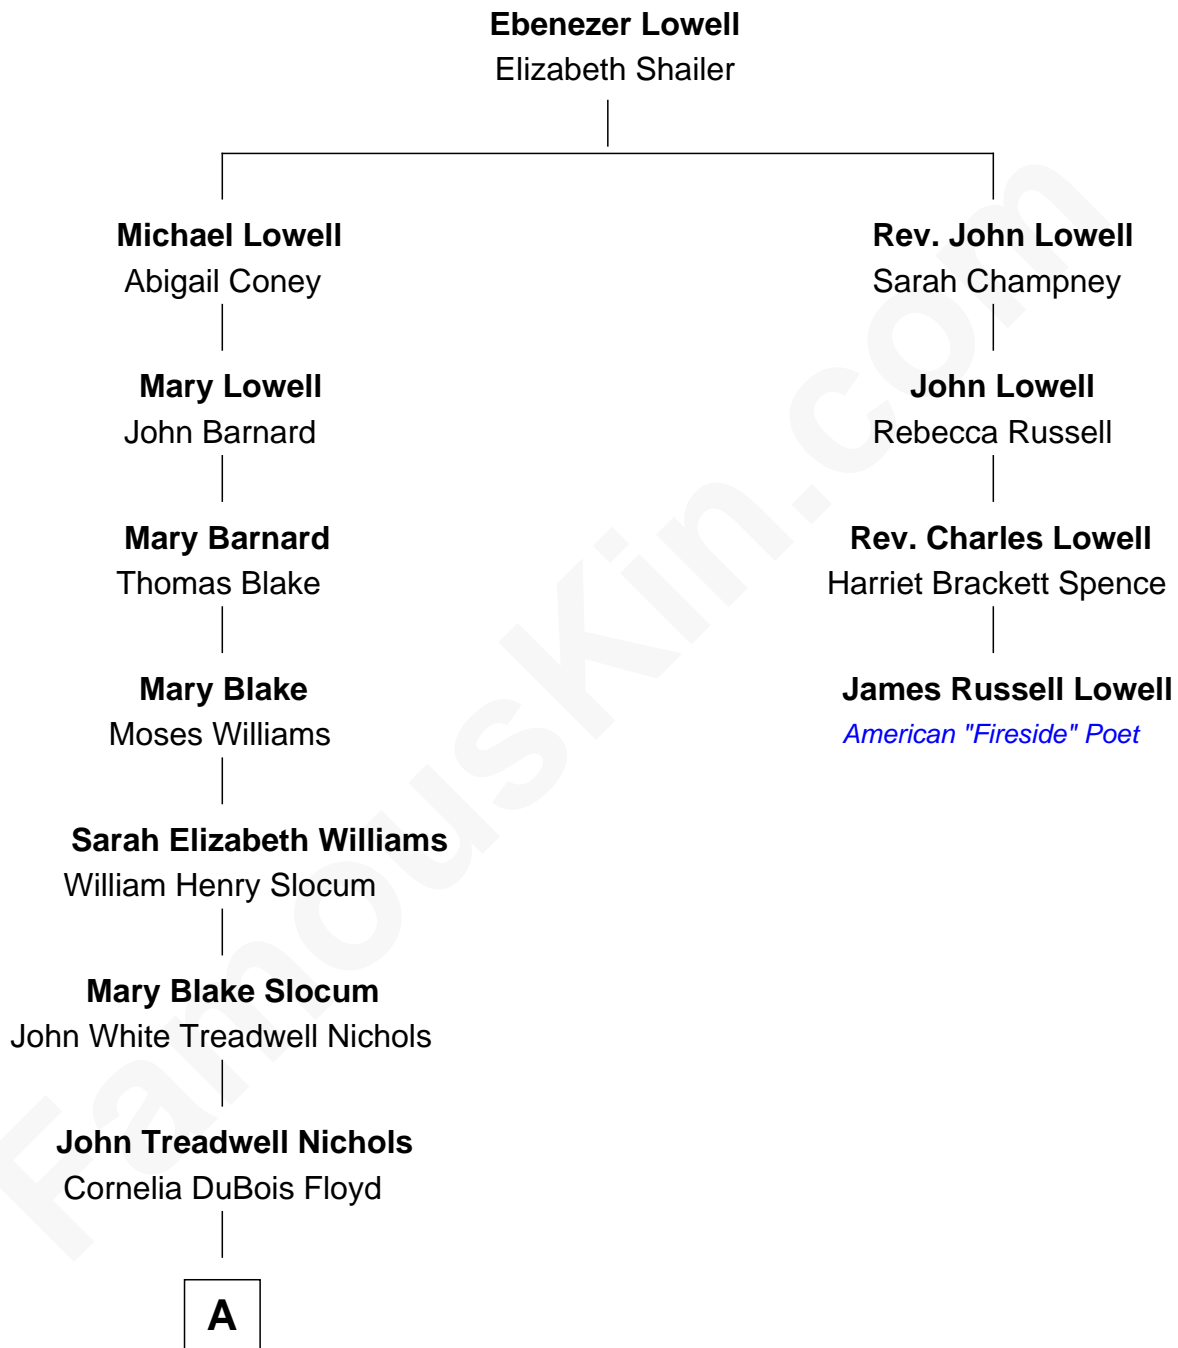 Ebenezer Lowell
Elizabeth Shailer
Michael Lowell
Abigail Coney
Mary Lowell
John Barnard
Mary Barnard
Thomas Blake
Mary Blake
Moses Williams
Sarah Elizabeth Williams
William Henry Slocum
Mary Blake Slocum
John White Treadwell Nichols
John Treadwell Nichols
Cornelia DuBois Floyd
A
Rev. John Lowell
Sarah Champney
John Lowell
Rebecca Russell
Rev. Charles Lowell
Harriet Brackett Spence
James Russell Lowell
American "Fireside" Poet
FamousKin.com